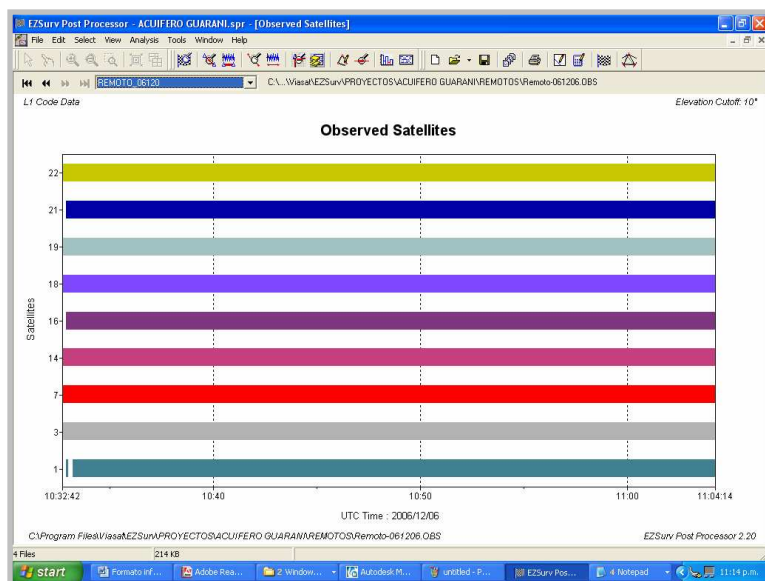 EZSurv Post Processor - ACUIFERO GUARANI.spr - [Observed Satellites]
File Edit Select View Analysis Tools Window Help
REMOTO_06120
C:\...\Viasat\EZSurv\PROYECTOS\ACUIFERO GUARANI\REMOTOS\Remoto-061206.OBS
L1 Code Data
Elevation Cutoff: 10°
Observed Satellites
Satellites
22
21
19
18
16
14
7
3
1
10:32:42 10:40 10:50 11:00 11:04:14
UTC Time : 2006/12/06
C:\Program Files\Viasat\EZSurv\PROYECTOS\ACUIFERO GUARANI\REMOTOS\Remoto-061206.OBS
EZSurv Post Processor 2.20
4 Files 214 KB
start Formato inf... Adobe Rea... 2 Window... Autodesk M... untitled - P... EZSurv Pos... 4 Notepad 11:14 p.m.